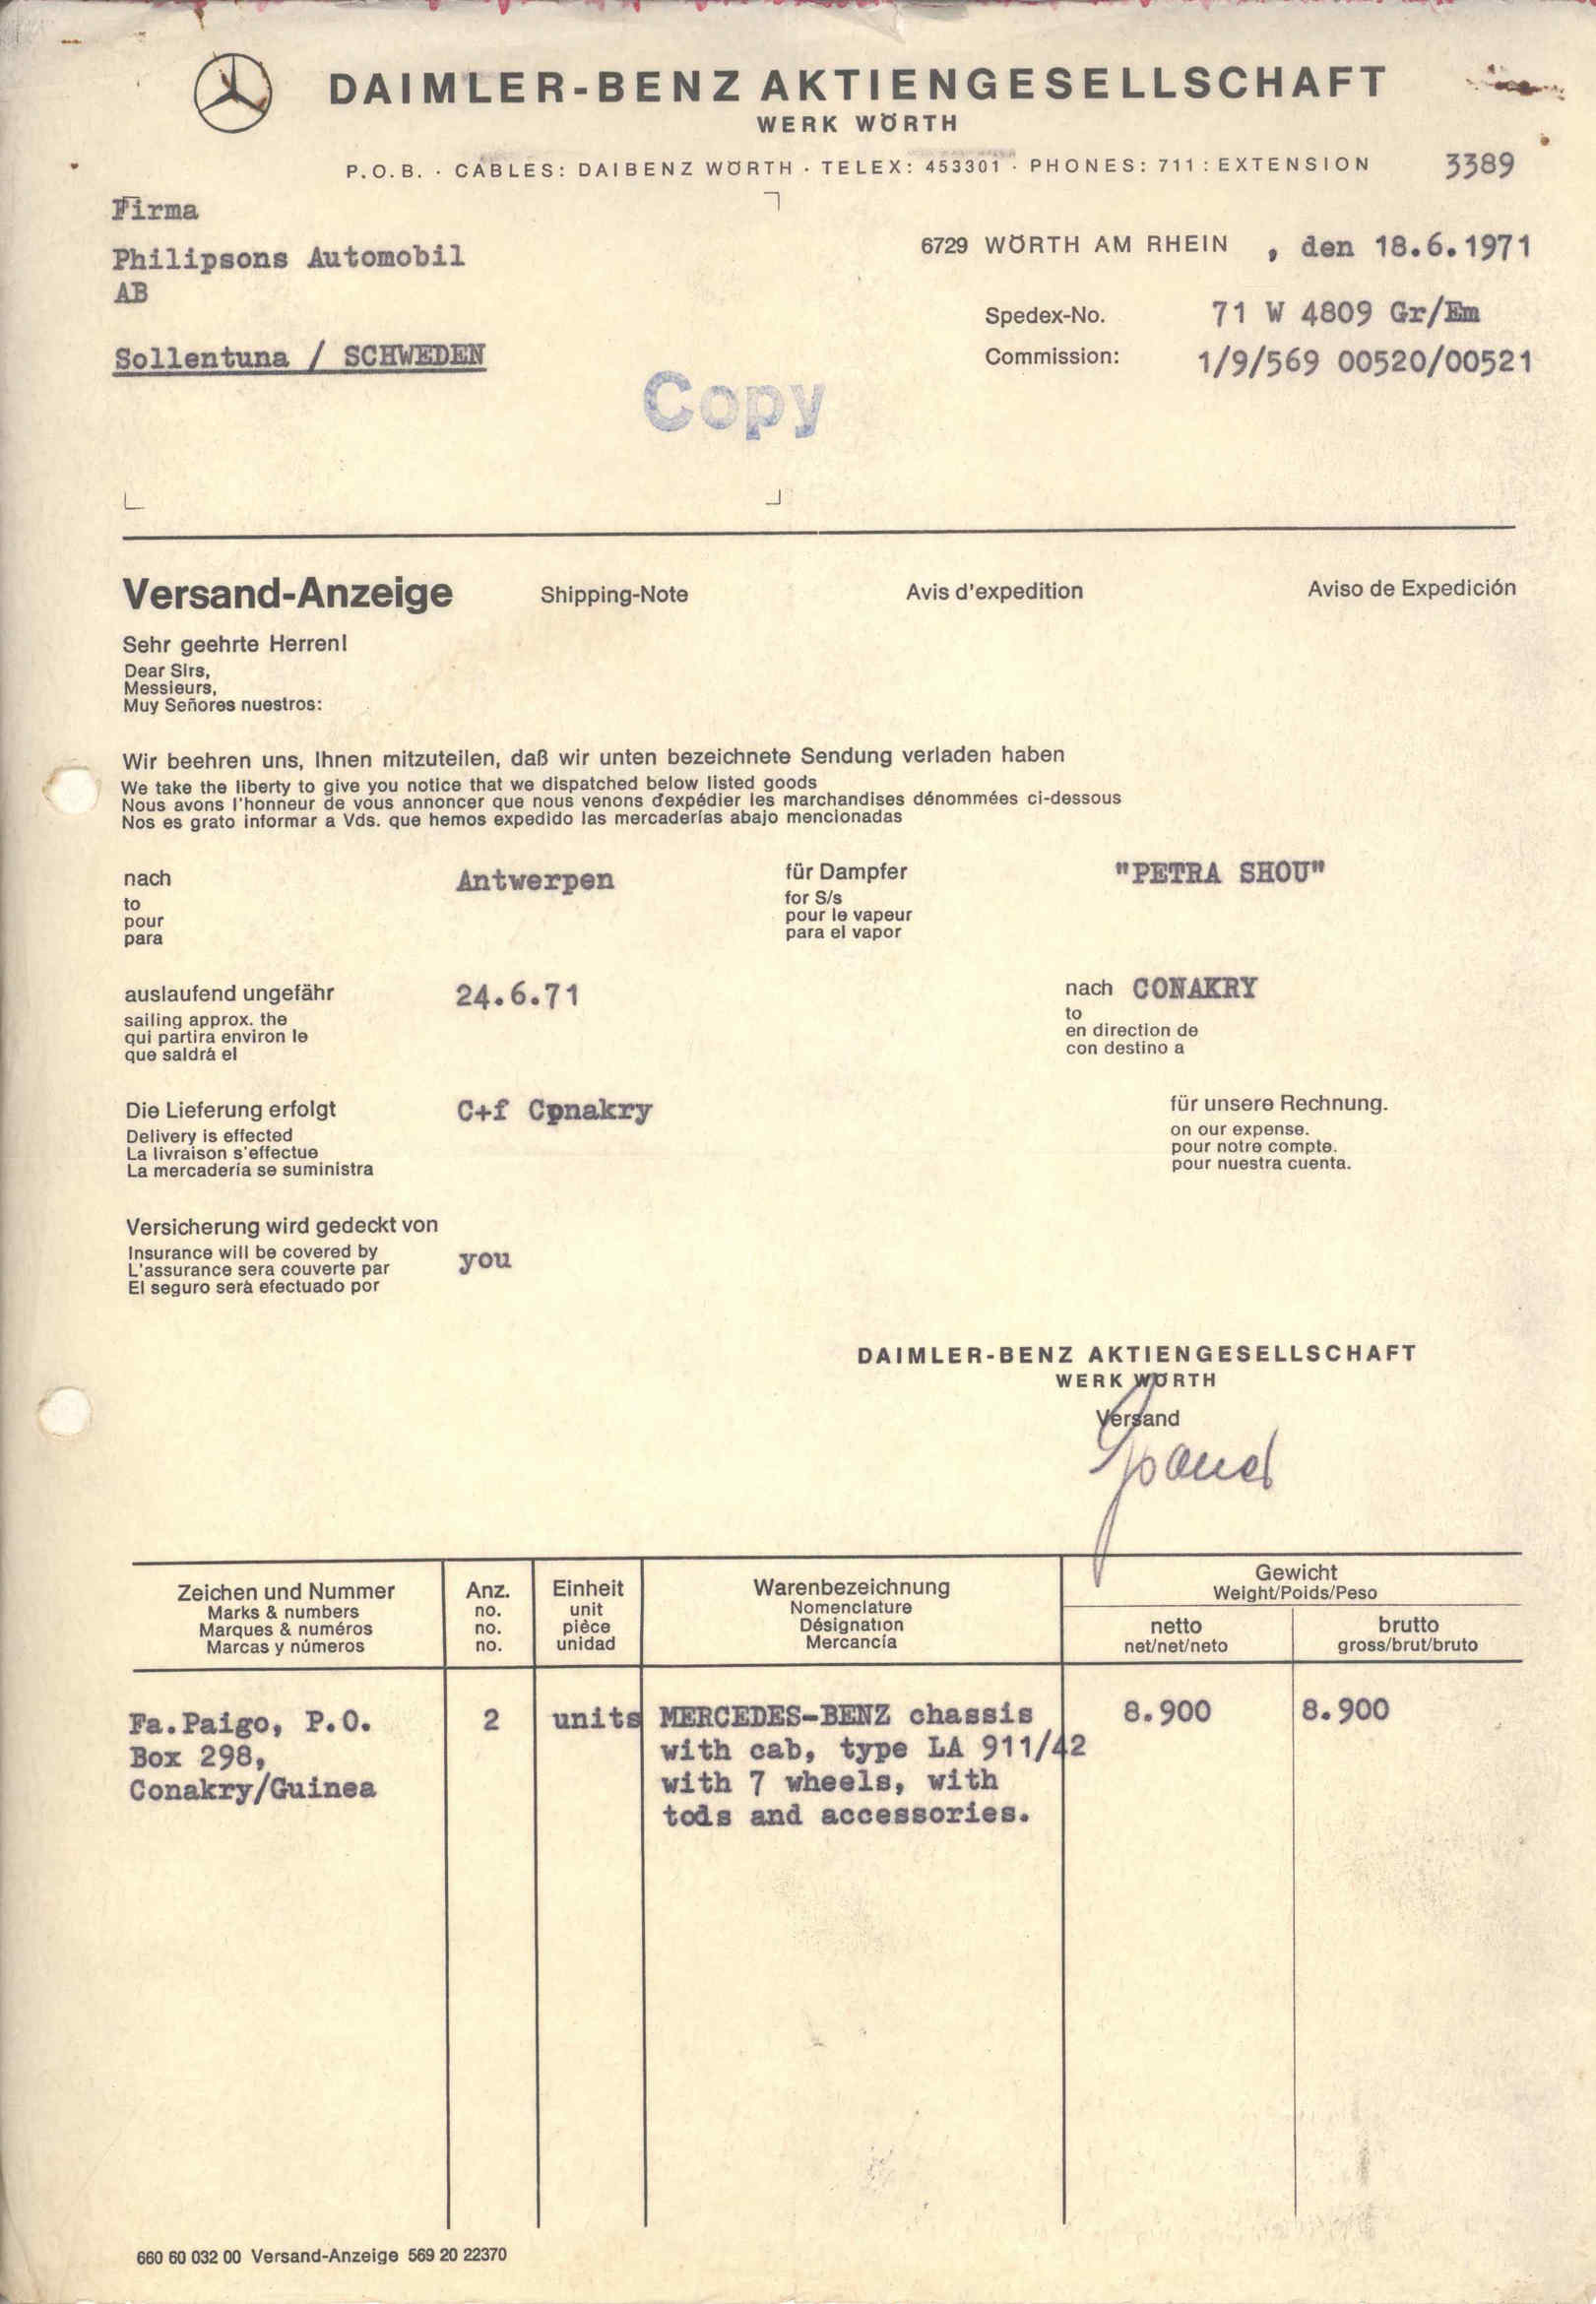 DAIMLER-BENZ AKTIENGESELLSCHAFT
WERK WÖRTH
P.O.B. · CABLES: DAIBENZ WÖRTH · TELEX: 453301 · PHONES: 711 : EXTENSION 3389
Firma
Philipsons Automobil
AB
Sollentuna / SCHWEDEN
6729 WÖRTH AM RHEIN , den 18.6.1971
Spedex-No. 71 W 4809 Gr/Em
Commission: 1/9/569 00520/00521
Copy
Versand-Anzeige Shipping-Note Avis d'expedition Aviso de Expedición
Sehr geehrte Herren!
Dear Sirs,
Messieurs,
Muy Señores nuestros:
Wir beehren uns, Ihnen mitzuteilen, daß wir unten bezeichnete Sendung verladen haben
We take the liberty to give you notice that we dispatched below listed goods
Nous avons l'honneur de vous annoncer que nous venons d'expédier les marchandises dénommées ci-dessous
Nos es grato informar a Vds. que hemos expedido las mercaderías abajo mencionadas
nach Antwerpen
to
pour
para
für Dampfer "PETRA SHOU"
for S/s
pour le vapeur
para el vapor
auslaufend ungefähr 24.6.71
sailing approx. the
qui partira environ le
que saldrà el
nach CONAKRY
to
en direction de
con destino a
Die Lieferung erfolgt C+f Cpnakry
Delivery is effected
La livraison s'effectue
La mercadería se suministra
für unsere Rechnung.
on our expense.
pour notre compte.
pour nuestra cuenta.
Versicherung wird gedeckt von
Insurance will be covered by you
L'assurance sera couverte par
El seguro serà efectuado por
DAIMLER-BENZ AKTIENGESELLSCHAFT
WERK WÖRTH
Versand
Zeichen und Nummer
Marks & numbers
Marques & numéros
Marcas y números
Anz.
no.
no.
no.
Einheit
unit
pièce
unidad
Warenbezeichnung
Nomenclature
Désignation
Mercancía
Gewicht
Weight/Poids/Peso
netto
net/net/neto
brutto
gross/brut/bruto
Fa.Paigo, P.O.
Box 298,
Conakry/Guinea
2
units
MERCEDES-BENZ chassis
with cab, type LA 911/42
with 7 wheels, with
tods and accessories.
8.900
8.900
660 60 032 00 Versand-Anzeige 569 20 22370